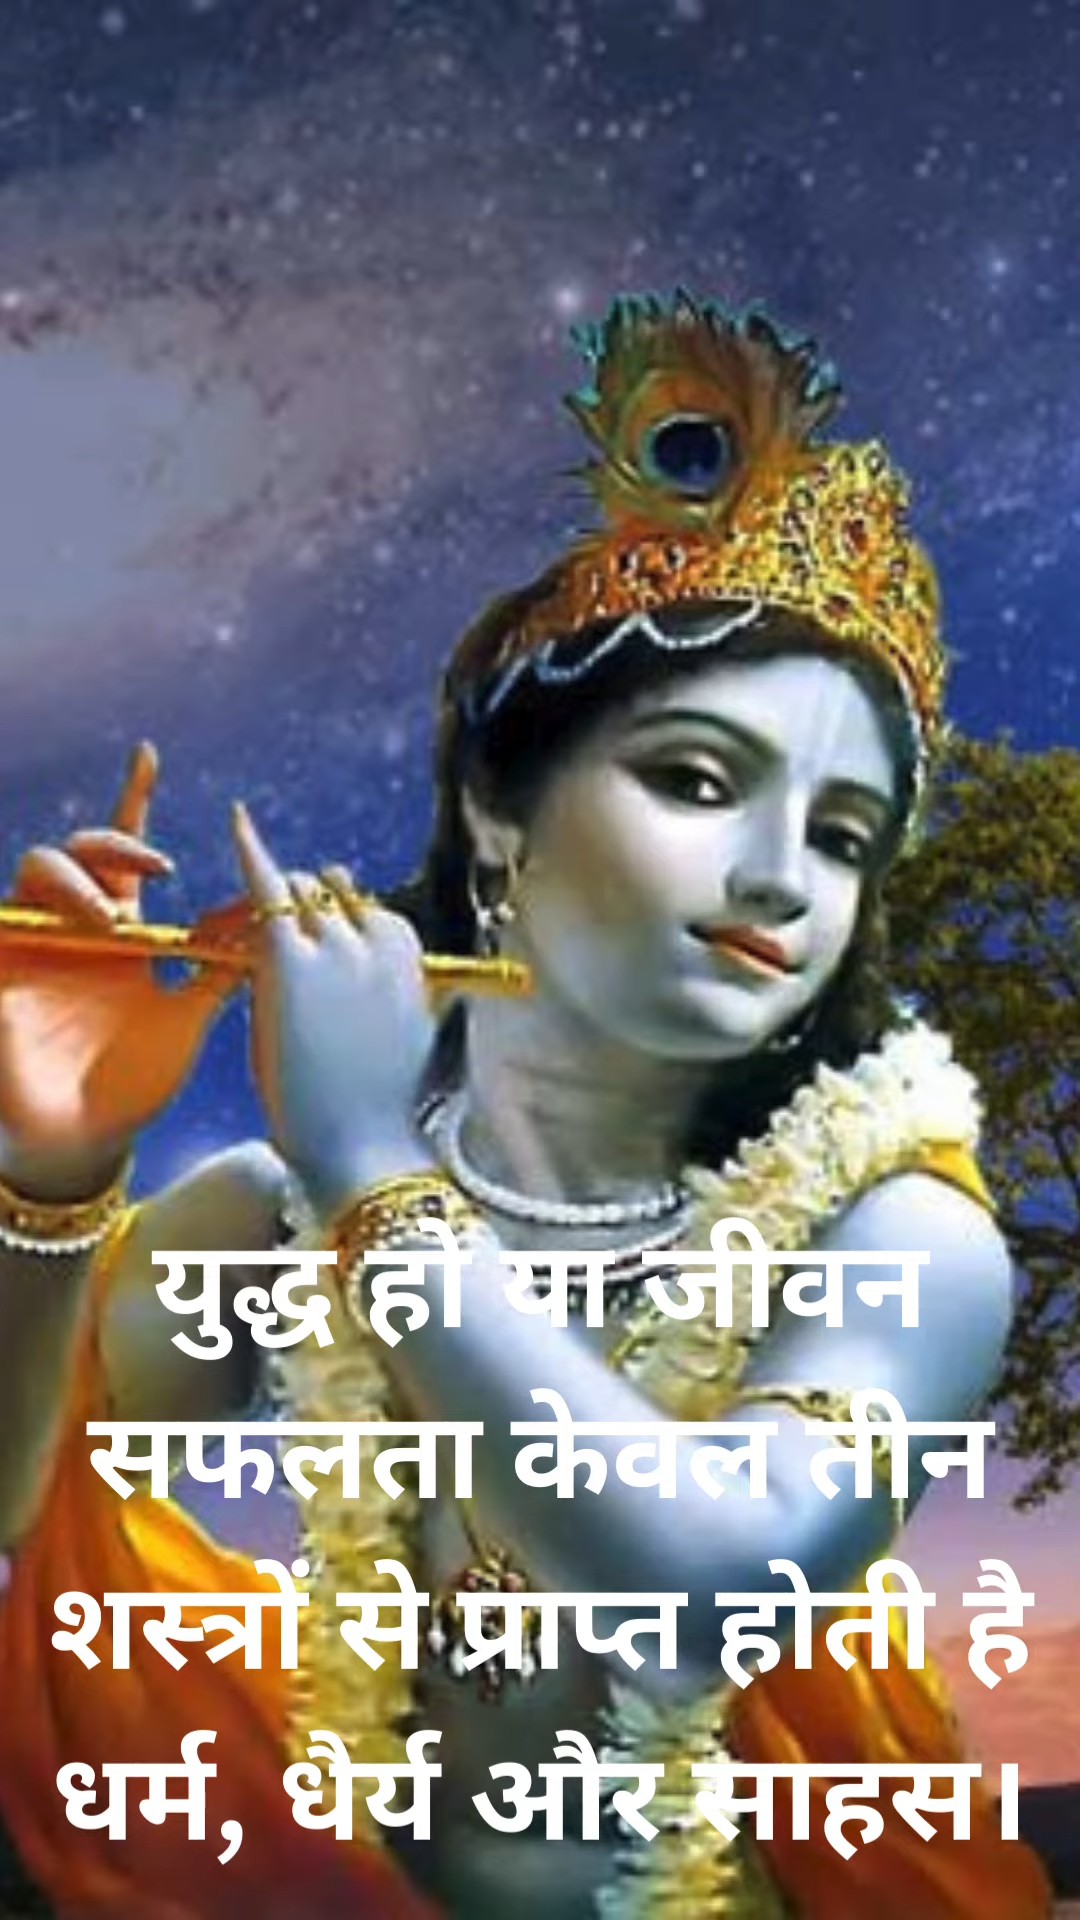 युद्ध हो या जीवन
सफलता केवल तीन
शस्त्रों से प्राप्त होती है
धर्म, धैर्य और साहस।